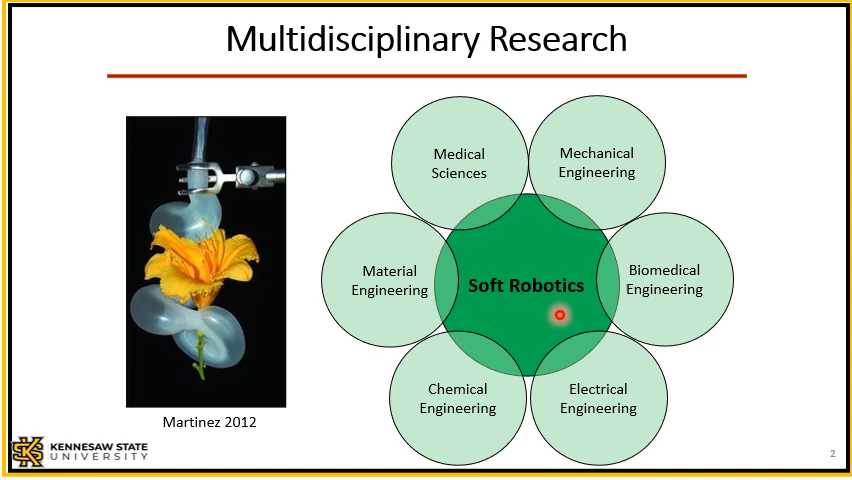 Multidisciplinary Research
Medical
Sciences
Mechanical
Engineering
Material
Engineering
Soft Robotics
Biomedical
Engineering
Chemical
Engineering
Electrical
Engineering
Martinez 2012
KS
KENNESAW STATE
UNIVERSITY
2